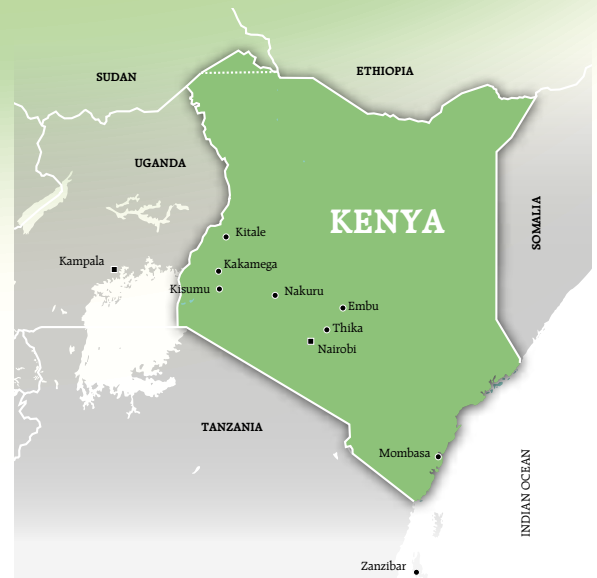 ETHIOPIA
SUDAN
UGANDA
SOMALIA
KENYA
Kitale
Kampala
Kakamega
Kisumu
Nakuru
Embu
Thika
Nairobi
TANZANIA
Mombasa
INDIAN OCEAN
Zanzibar